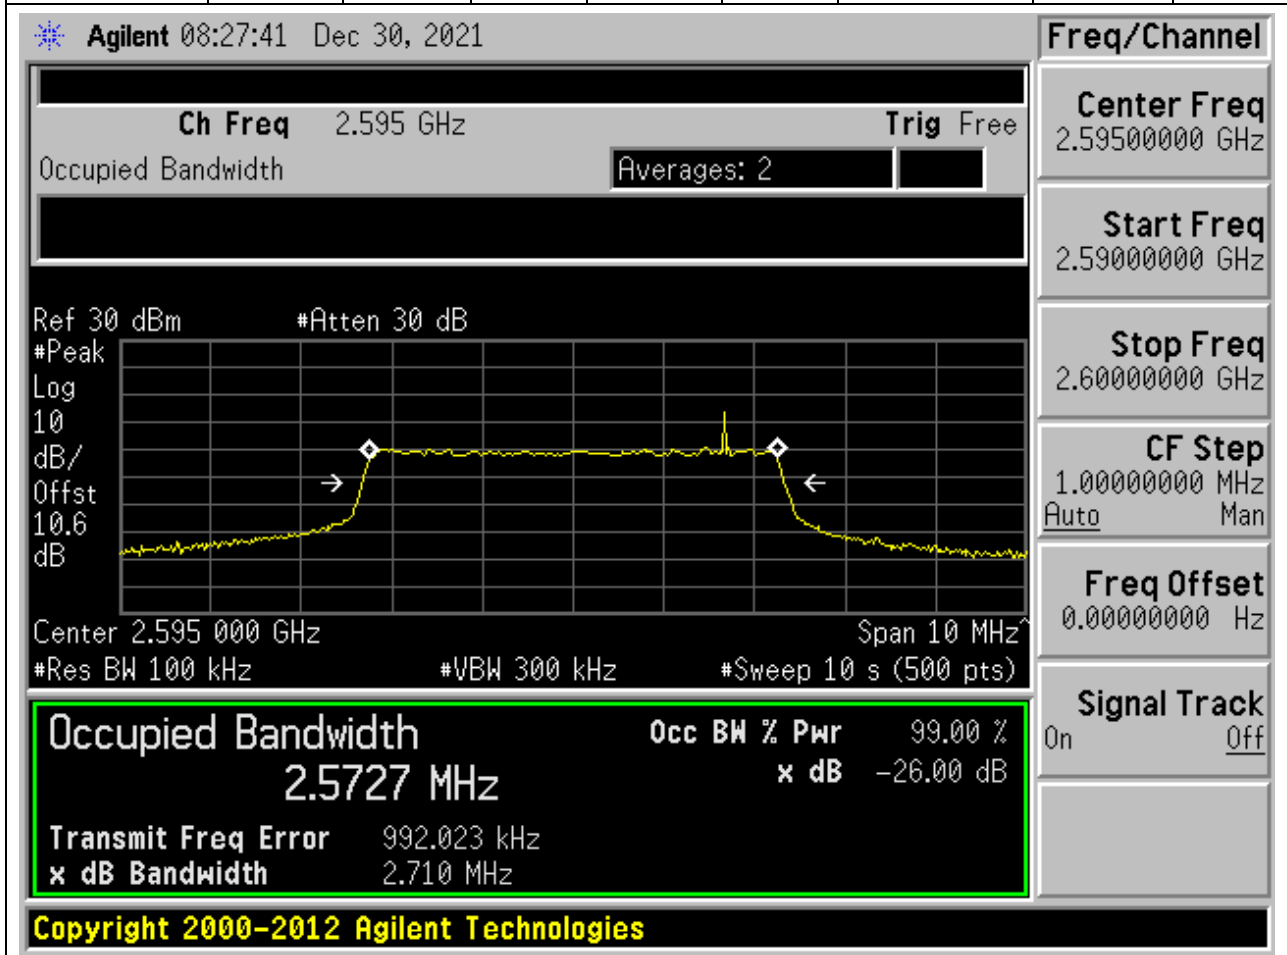 Agilent 08:27:41 Dec 30, 2021
Freq/Channel
Ch Freq 2.595 GHz Trig Free
Occupied Bandwidth Averages: 2
Center Freq
2.59500000 GHz
Start Freq
2.59000000 GHz
Stop Freq
2.60000000 GHz
CF Step
1.00000000 MHz
Auto Man
Freq Offset
0.00000000 Hz
Signal Track
On Off
Ref 30 dBm #Atten 30 dB
#Peak
Log
10
dB/
Offst
10.6
dB
Center 2.595 000 GHz Span 10 MHz^
#Res BW 100 kHz #VBW 300 kHz #Sweep 10 s (500 pts)
Occupied Bandwidth
2.5727 MHz
Occ BW % Pwr 99.00 %
x dB -26.00 dB
Transmit Freq Error 992.023 kHz
x dB Bandwidth 2.710 MHz
Copyright 2000-2012 Agilent Technologies